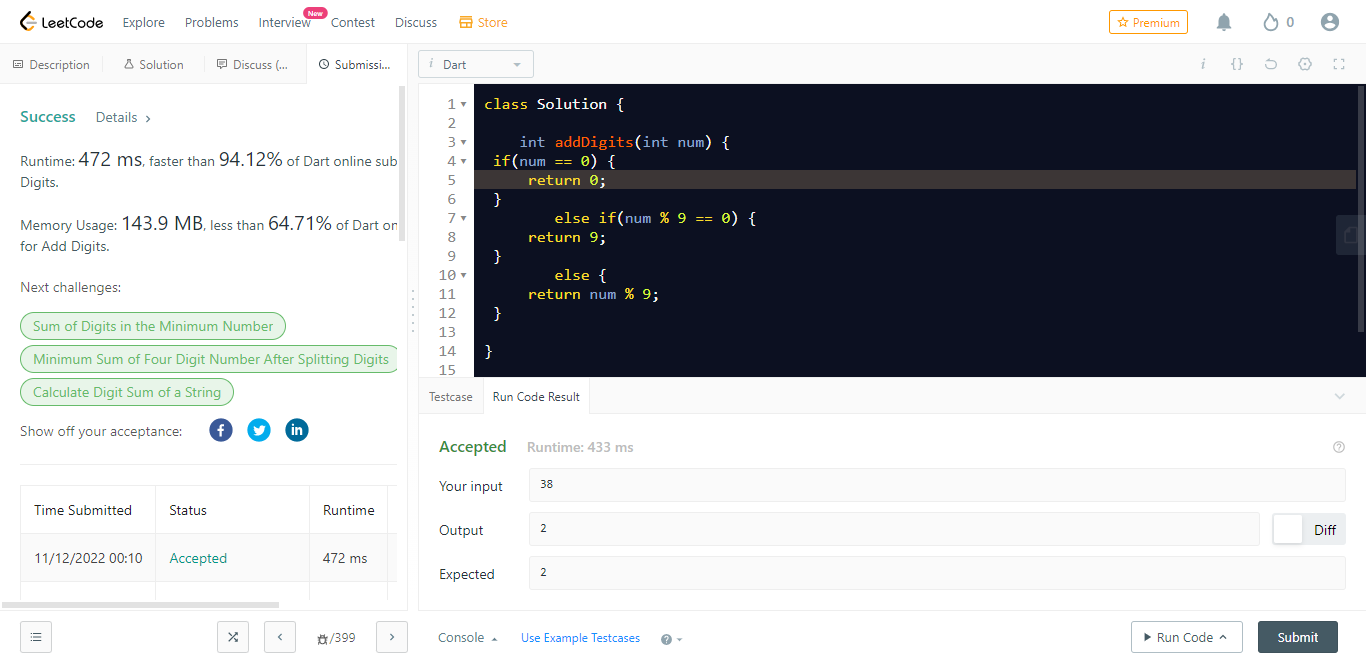 LeetCode Explore Problems Interview New Contest Discuss Store Premium 0
Description Solution Discuss (... Submissi...
i Dart i {}
Success Details >
Runtime: 472 ms, faster than 94.12% of Dart online sub
Digits.
Memory Usage: 143.9 MB, less than 64.71% of Dart on
for Add Digits.
Next challenges:
Sum of Digits in the Minimum Number
Minimum Sum of Four Digit Number After Splitting Digits
Calculate Digit Sum of a String
Show off your acceptance:
Time Submitted Status Runtime
11/12/2022 00:10 Accepted 472 ms
/399
1 class Solution {
2
3 int addDigits(int num) {
4 if(num == 0) {
5 return 0;
6 }
7 else if(num % 9 == 0) {
8 return 9;
9 }
10 else {
11 return num % 9;
12 }
13
14 }
15
Testcase Run Code Result
Accepted Runtime: 433 ms
Your input 38
Output 2 Diff
Expected 2
Console Use Example Testcases Run Code Submit